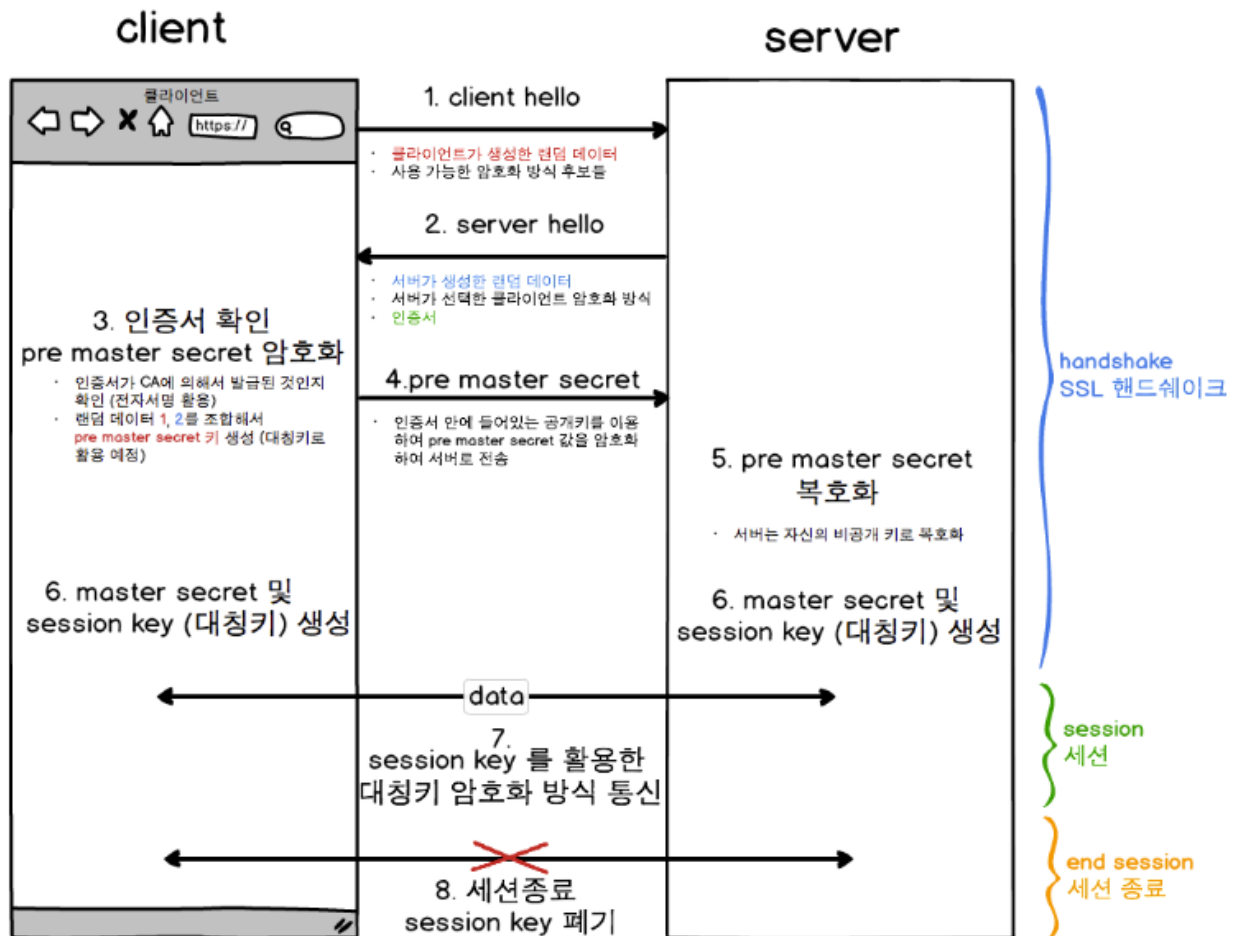 client
server
클라이언트
https://
1. client hello
· 클라이언트가 생성한 랜덤 데이터
· 사용 가능한 암호화 방식 후보들
2. server hello
· 서버가 생성한 랜덤 데이터
· 서버가 선택한 클라이언트 암호화 방식
· 인증서
3. 인증서 확인
pre master secret 암호화
· 인증서가 CA에 의해서 발급된 것인지
확인 (전자서명 활용)
· 랜덤 데이터 1, 2를 조합해서
pre master secret 키 생성 (대칭키로
활용 예정)
4.pre master secret
· 인증서 안에 들어있는 공개키를 이용
하여 pre master secret 값을 암호화
하여 서버로 전송
5. pre master secret
복호화
· 서버는 자신의 비공개 키로 복호화
6. master secret 및
session key (대칭키) 생성
6. master secret 및
session key (대칭키) 생성
handshake
SSL 핸드쉐이크
data
7.
session key 를 활용한
대칭키 암호화 방식 통신
session
세션
8. 세션종료
session key 폐기
end session
세션 종료